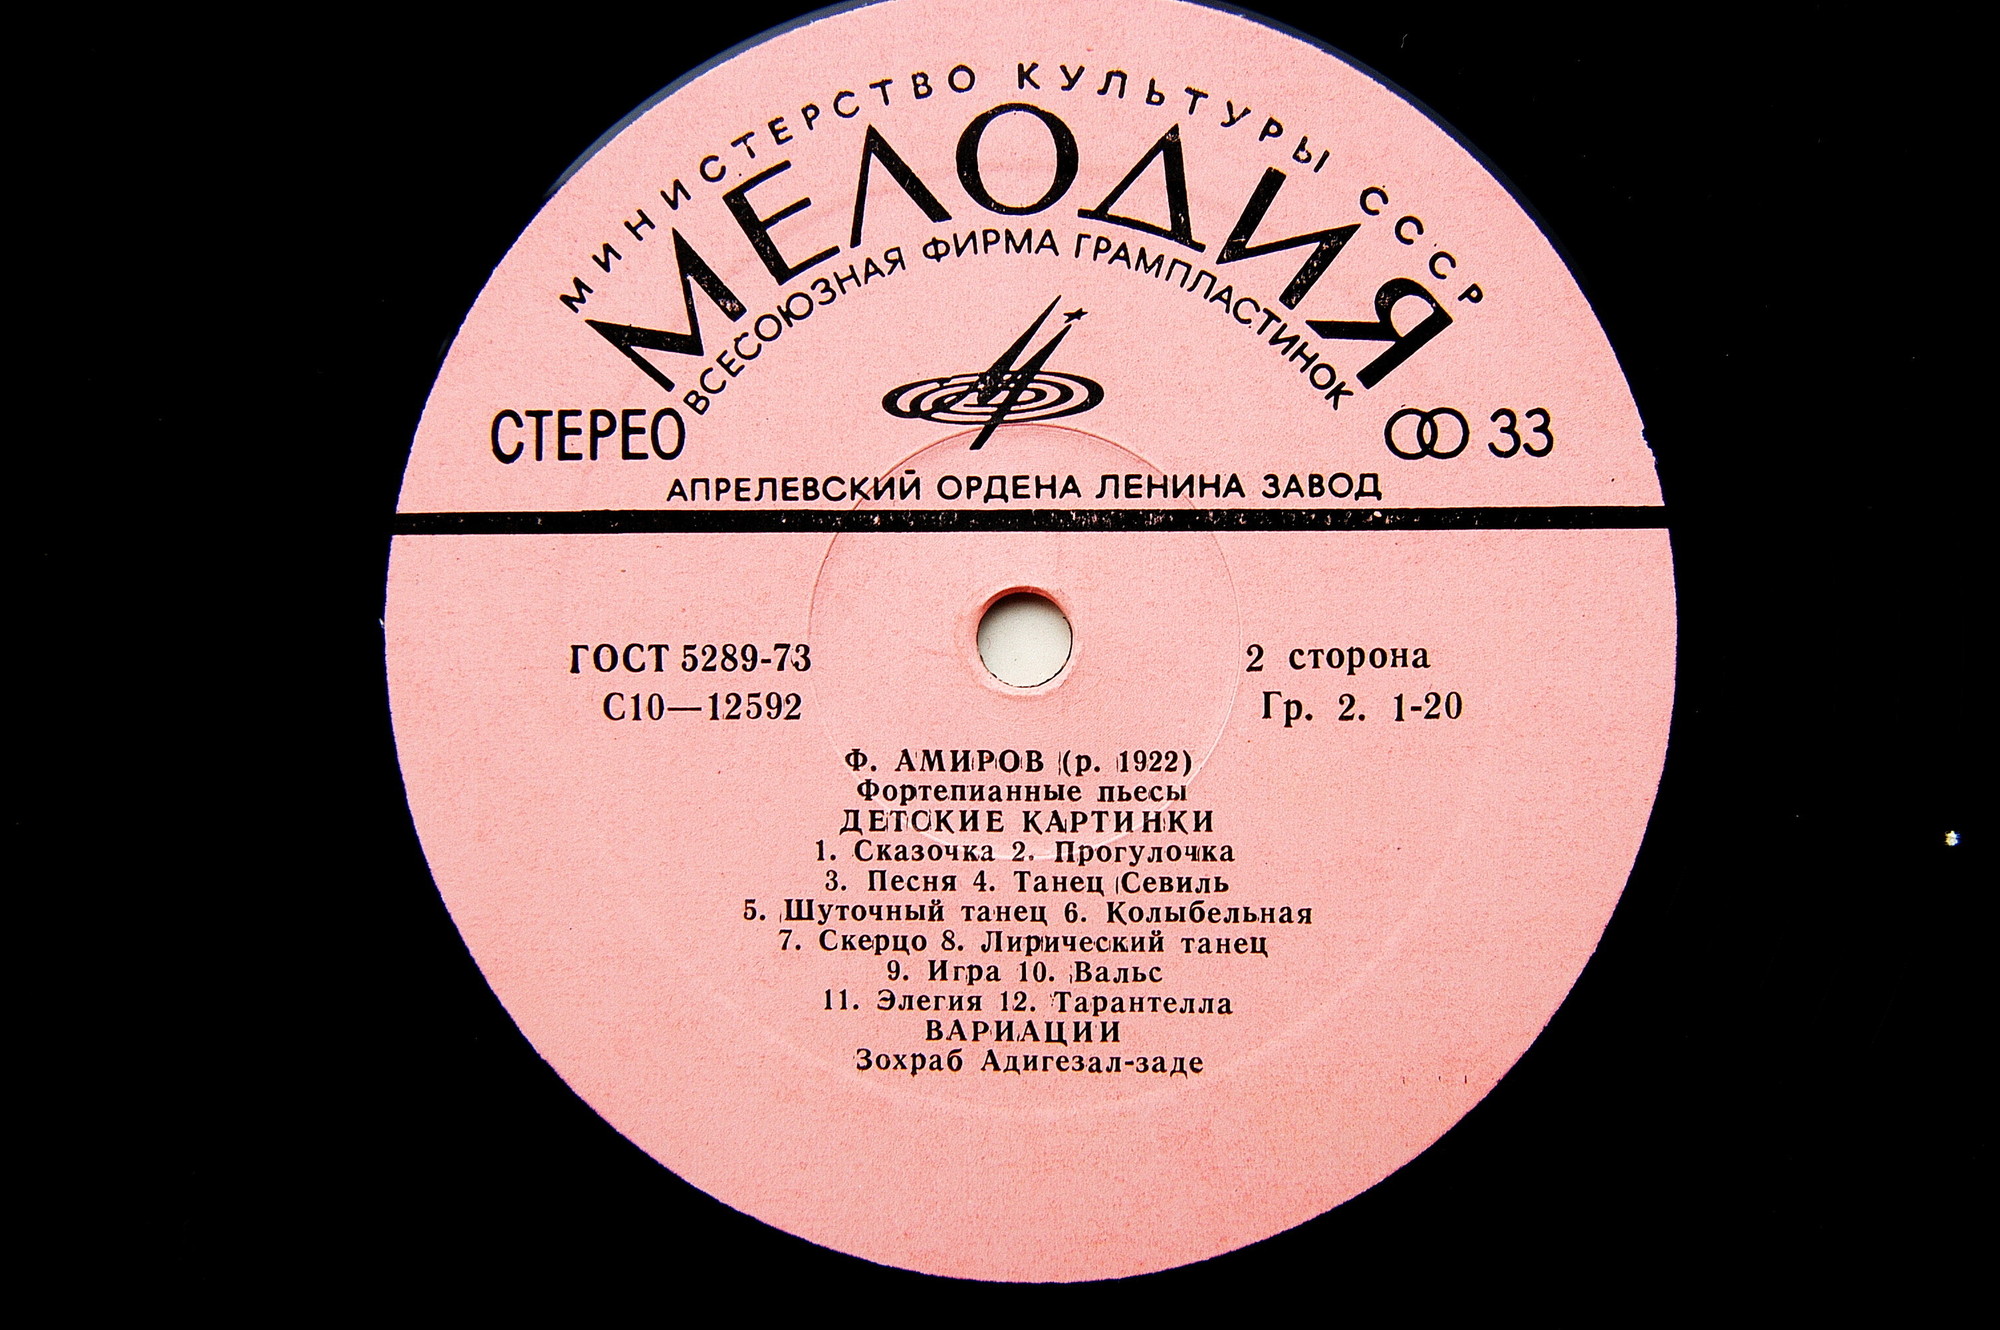 МИНИСТЕРСТВО КУЛЬТУРЫ СССР
МЕЛОДИЯ
ВСЕСОЮЗНАЯ ФИРМА ГРАМПЛАСТИНОК
СТЕРЕО
33
АПРЕЛЕВСКИЙ ОРДЕНА ЛЕНИНА ЗАВОД
ГОСТ 5289-73
2 сторона
С10—12592
Гр. 2. 1-20
Ф. АМИРОВ (р. 1922)
Фортепианные пьесы
ДЕТСКИЕ КАРТИНКИ
1. Сказочка 2. Прогулочка
3. Песня 4. Танец Севиль
5. Шуточный танец 6. Колыбельная
7. Скерцо 8. Лирический танец
9. Игра 10. Вальс
11. Элегия 12. Тарантелла
ВАРИАЦИИ
Зохраб Адигезал-заде